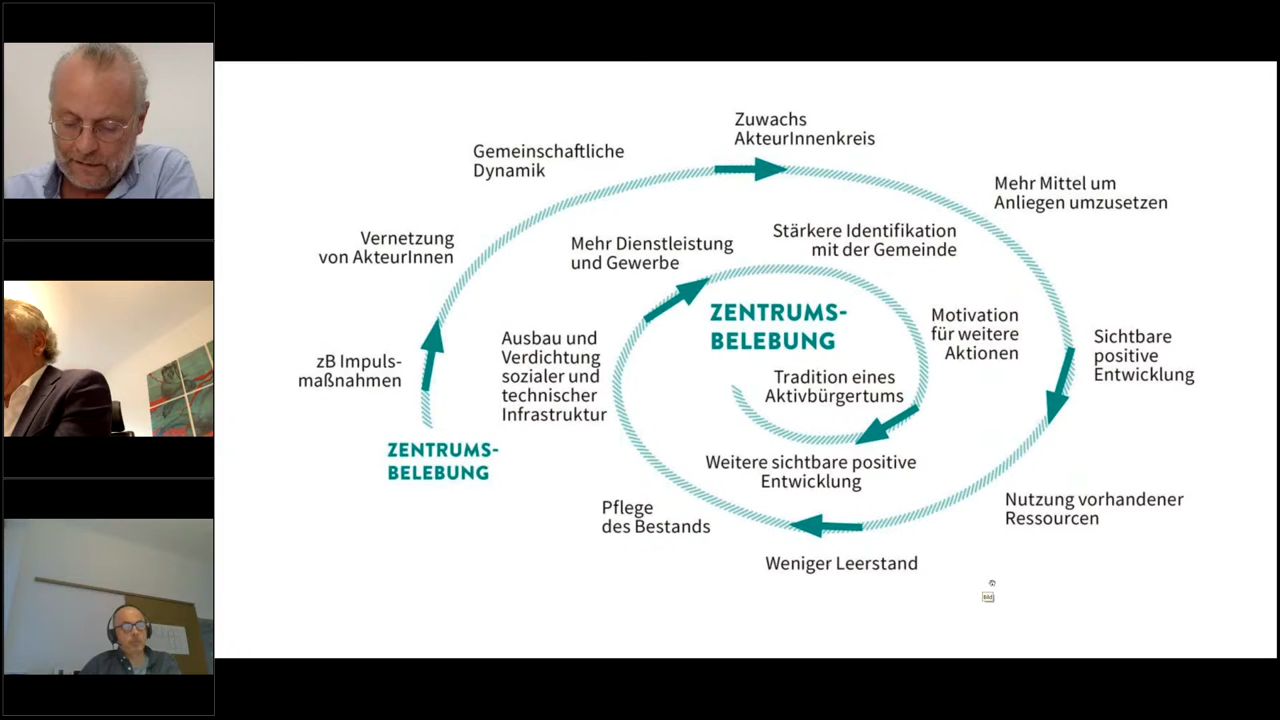 Zuwachs
AkteurInnenkreis
Gemeinschaftliche
Dynamik
Mehr Mittel um
Anliegen umzusetzen
Vernetzung
von AkteurInnen
Mehr Dienstleistung
und Gewerbe
Stärkere Identifikation
mit der Gemeinde
ZENTRUMS-
BELEBUNG
Motivation
für weitere
Aktionen
Sichtbare
positive
Entwicklung
zB Impuls-
maßnahmen
Ausbau und
Verdichtung
sozialer und
technischer
Infrastruktur
Tradition eines
Aktivbürgertums
ZENTRUMS-
BELEBUNG
Weitere sichtbare positive
Entwicklung
Nutzung vorhandener
Ressourcen
Pflege
des Bestands
Weniger Leerstand
Bild